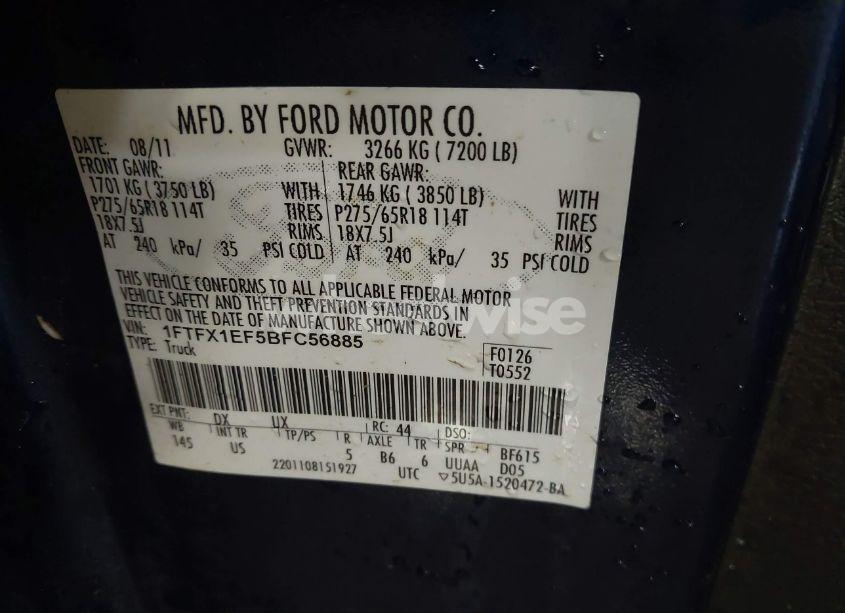 MFD. BY FORD MOTOR CO.
DATE: 08/11 GVWR: 3266 KG ( 7200 LB)
FRONT GAWR: REAR GAWR:
1701 KG ( 3750 LB) WITH 1746 KG ( 3850 LB) WITH
P275/65R18 114T TIRES P275/65R18 114T TIRES
18X7.5J RIMS 18X7.5J RIMS
AT 240 kPa/ 35 PSI COLD AT 240 kPa/ 35 PSI COLD
THIS VEHICLE CONFORMS TO ALL APPLICABLE FEDERAL MOTOR
VEHICLE SAFETY AND THEFT PREVENTION STANDARDS IN
EFFECT ON THE DATE OF MANUFACTURE SHOWN ABOVE.
VIN: 1FTFX1EF5BFC56885
TYPE: Truck
F0126
T0552
EXT PNT: DX UX RC: 44 DSO:
WB INT TR TP/PS R AXLE TR SPR BF615
145 US 5 B6 6 UUAA D05
2201108151927 UTC ▽5U5A-1520472-BA